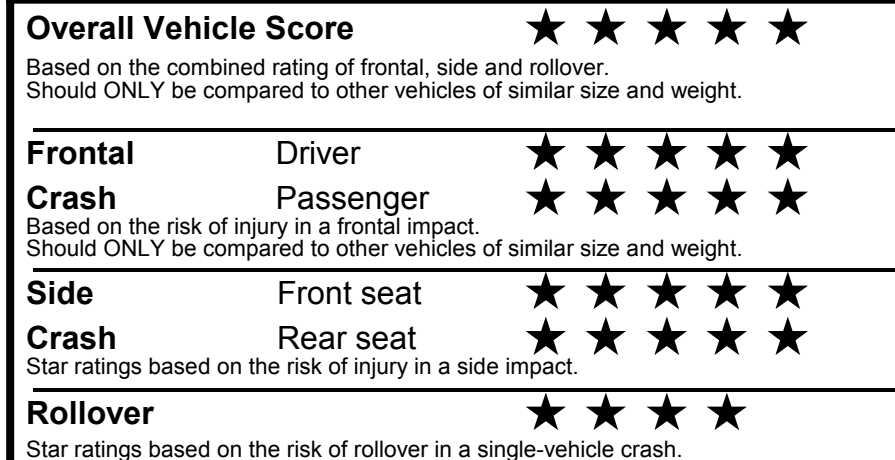 Overall Vehicle Score ★ ★ ★ ★ ★
Based on the combined rating of frontal, side and rollover.
Should ONLY be compared to other vehicles of similar size and weight.
Frontal Driver ★ ★ ★ ★ ★
Crash Passenger ★ ★ ★ ★ ★
Based on the risk of injury in a frontal impact.
Should ONLY be compared to other vehicles of similar size and weight.
Side Front seat ★ ★ ★ ★ ★
Crash Rear seat ★ ★ ★ ★ ★
Star ratings based on the risk of injury in a side impact.
Rollover ★ ★ ★ ★
Star ratings based on the risk of rollover in a single-vehicle crash.